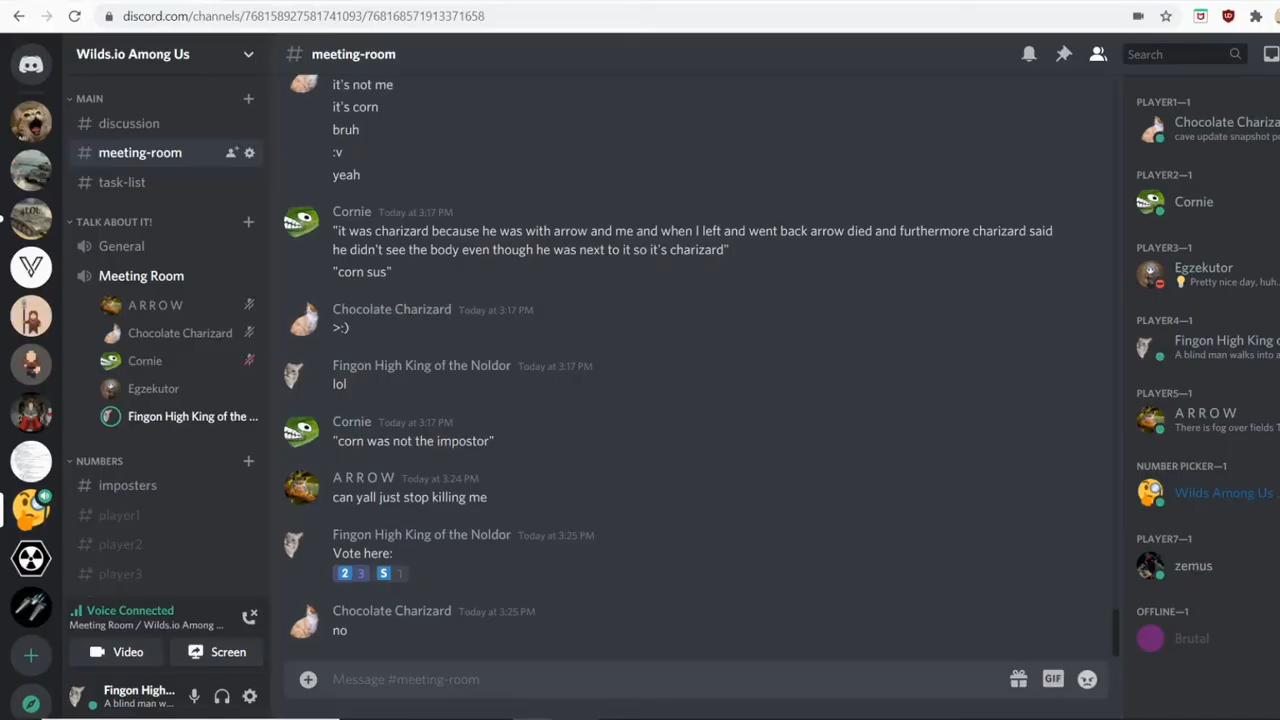 discord.com/channels/768158927581741093/768168571913371658
Wilds.io Among Us
MAIN
discussion
meeting-room
task-list
TALK ABOUT IT!
General
Meeting Room
A R R O W
Chocolate Charizard
Cornie
Egzekutor
Fingon High King of the ...
NUMBERS
imposters
player1
player2
player3
Voice Connected
Meeting Room / Wilds.io Among ...
Video
Screen
Fingon High...
A blind man w...
# meeting-room
Search
it's not me
it's corn
bruh
:v
yeah
Cornie Today at 3:17 PM
"it was charizard because he was with arrow and me and when I left and went back arrow died and furthermore charizard said
he didn't see the body even though he was next to it so it's charizard"
"corn sus"
Chocolate Charizard Today at 3:17 PM
>:)
Fingon High King of the Noldor Today at 3:17 PM
lol
Cornie Today at 3:17 PM
"corn was not the impostor"
A R R O W Today at 3:24 PM
can yall just stop killing me
Fingon High King of the Noldor Today at 3:25 PM
Vote here:
2 3 S 1
Chocolate Charizard Today at 3:25 PM
no
Message #meeting-room
GIF
PLAYER1—1
Chocolate Chariza
cave update snapshot p
PLAYER2—1
Cornie
PLAYER3—1
Egzekutor
Pretty nice day, huh..
PLAYER4—1
Fingon High King o
A blind man walks into a
PLAYER5—1
A R R O W
There is fog over fields T
NUMBER PICKER—1
Wilds Among Us
PLAYER7—1
zemus
OFFLINE—1
Brutal